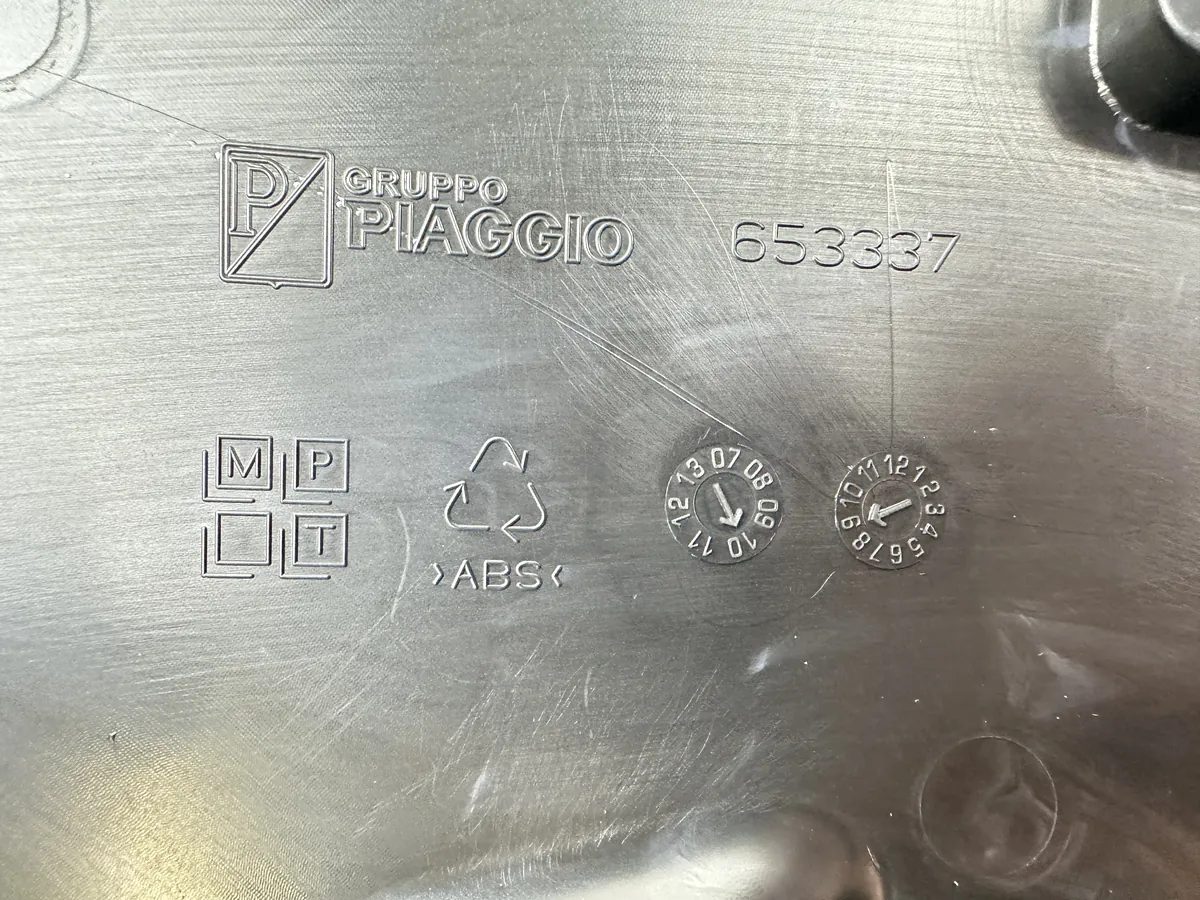 P
GRUPPO
PIAGGIO
653337
M P
T
>ABS<
07 08 09 10 11 12 13
12 1 2 3 4 5 6 7 8 9 10 11